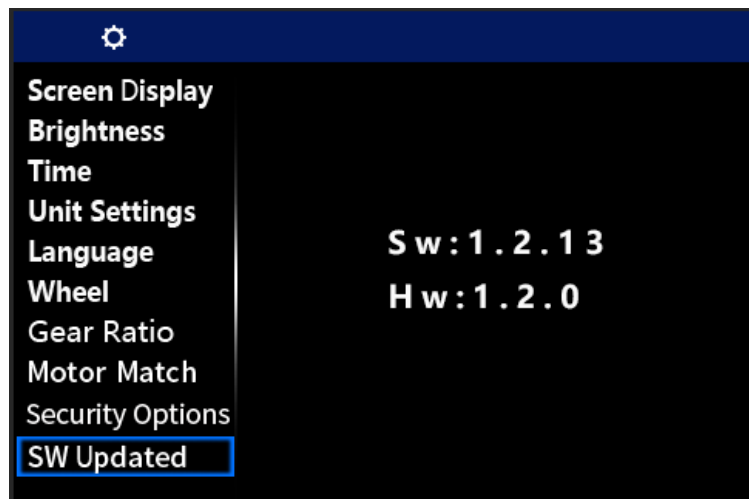 Screen Display
Brightness
Time
Unit Settings
Language
Wheel
Gear Ratio
Motor Match
Security Options
SW Updated
Sw:1.2.13
Hw:1.2.0